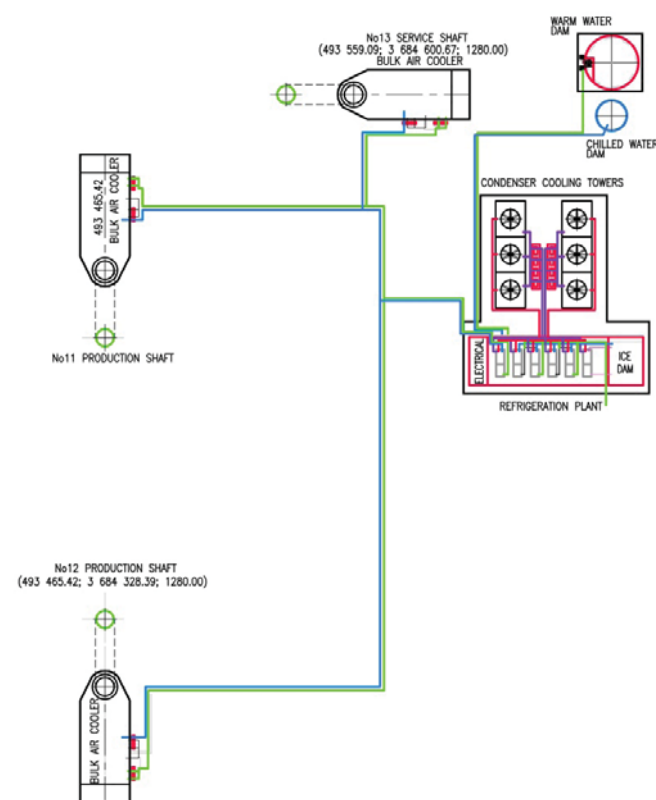 No13 SERVICE SHAFT
(493 559.09; 3 684 600.67; 1280.00)
BULK AIR COOLER
WARM WATER
DAM
CHILLED WATER
DAM
493 465.42
BULK AIR COOLER
No11 PRODUCTION SHAFT
CONDENSER COOLING TOWERS
ELECTRICAL
ICE
DAM
REFRIGERATION PLANT
No12 PRODUCTION SHAFT
(493 465.42; 3 684 328.39; 1280.00)
BULK AIR COOLER